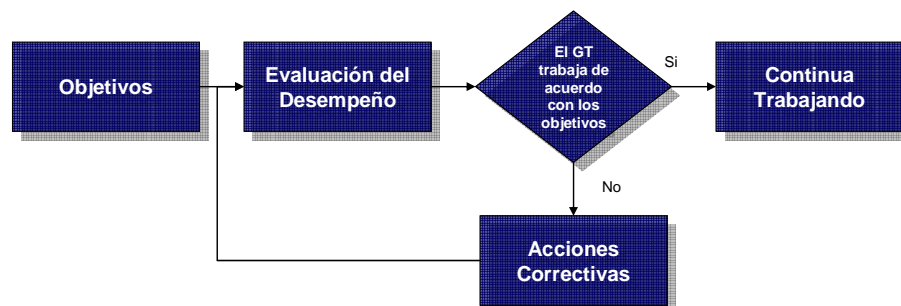 Objetivos
Evaluación del
Desempeño
El GT
trabaja de
acuerdo
con los
objetivos
Si
Continua
Trabajando
No
Acciones
Correctivas